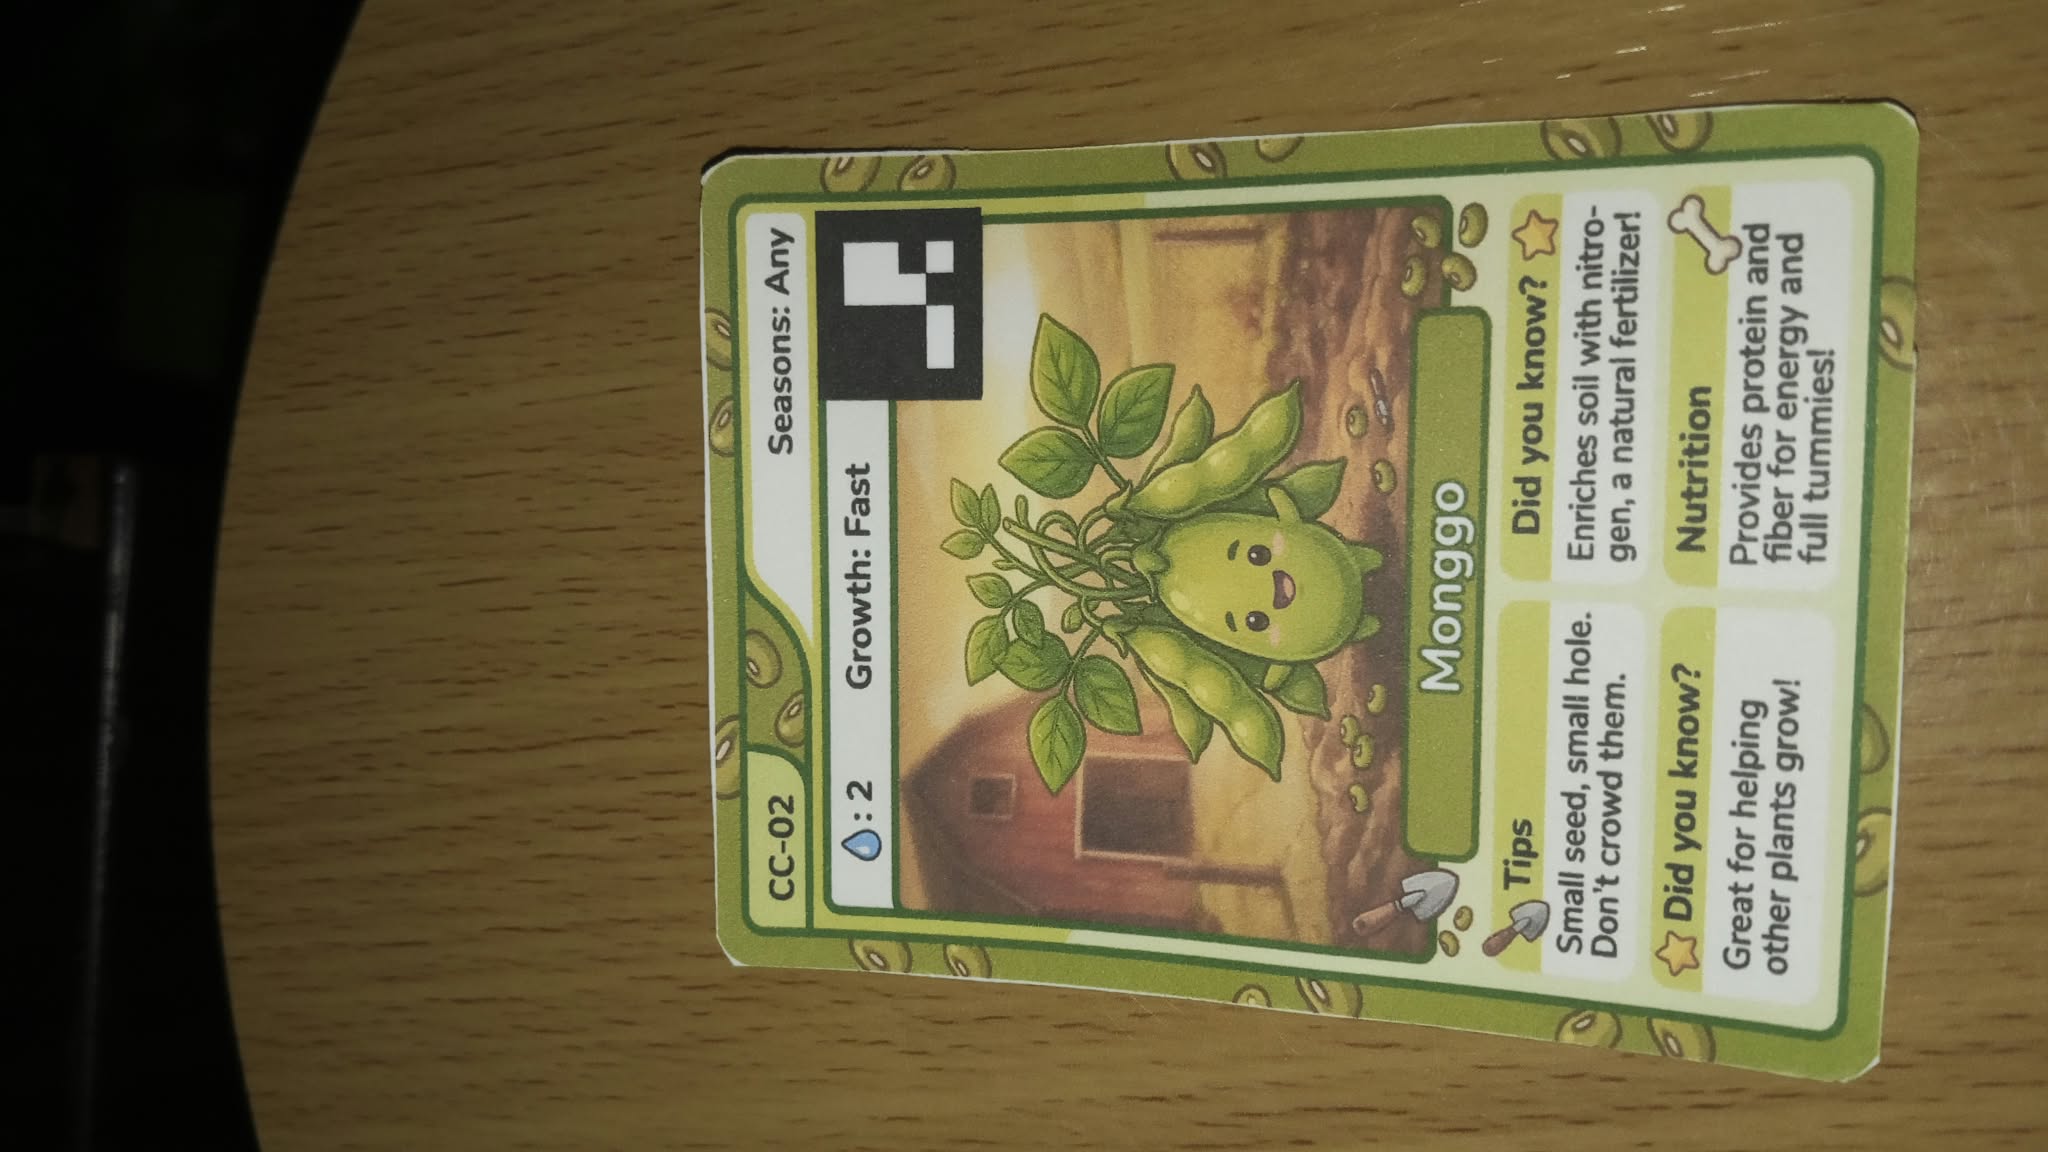 CC-02
Seasons: Any
: 2
Growth: Fast
Monggo
Tips
Small seed, small hole.
Don't crowd them.
Did you know?
Enriches soil with nitro-
gen, a natural fertilizer!
Did you know?
Great for helping
other plants grow!
Nutrition
Provides protein and
fiber for energy and
full tummies!